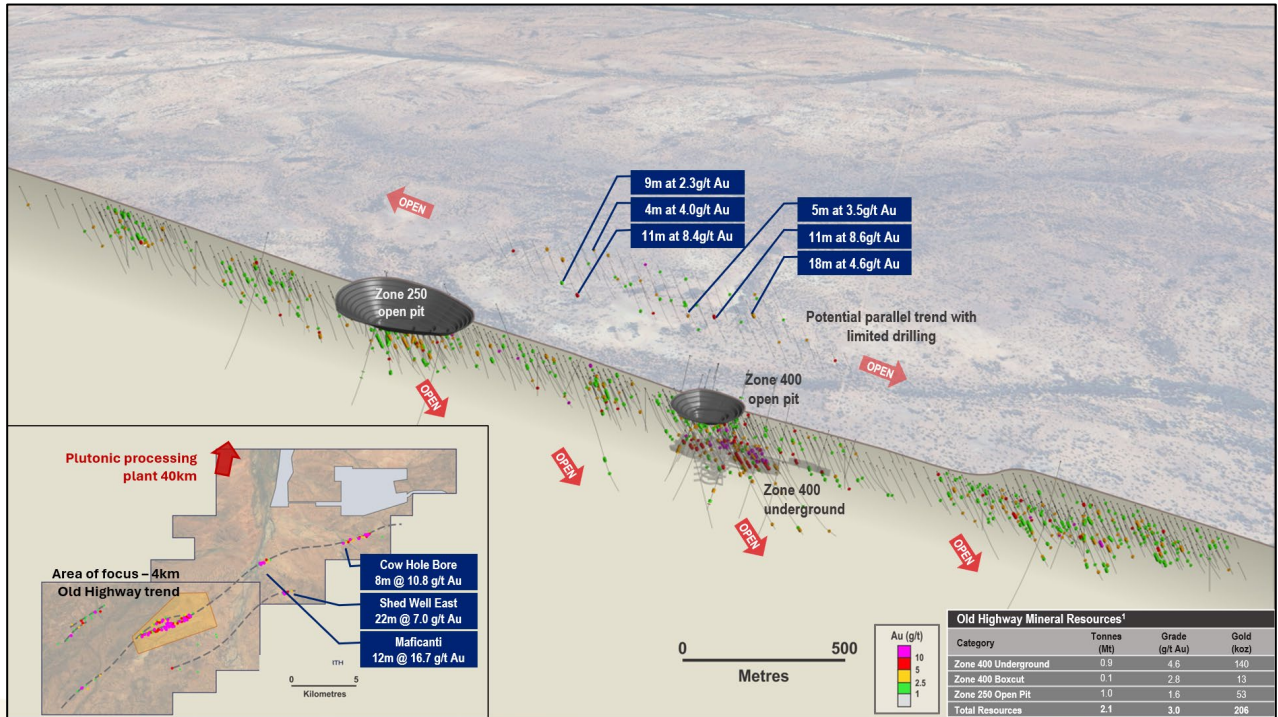 OPEN
9m at 2.3g/t Au
4m at 4.0g/t Au
11m at 8.4g/t Au
5m at 3.5g/t Au
11m at 8.6g/t Au
18m at 4.6g/t Au
Zone 250
open pit
Potential parallel trend with
limited drilling
OPEN
Zone 400
open pit
OPEN
OPEN
Zone 400
underground
OPEN
OPEN
Plutonic processing
plant 40km
Area of focus – 4km
Old Highway trend
Cow Hole Bore
8m @ 10.8 g/t Au
Shed Well East
22m @ 7.0 g/t Au
Maficanti
12m @ 16.7 g/t Au
ITH
0 5
Kilometres
0 500
Metres
Au (g/t)
10
5
2.5
1
Old Highway Mineral Resources¹
Category Tonnes (Mt) Grade (g/t Au) Gold (koz)
Zone 400 Underground 0.9 4.6 140
Zone 400 Boxcut 0.1 2.8 13
Zone 250 Open Pit 1.0 1.6 53
Total Resources 2.1 3.0 206